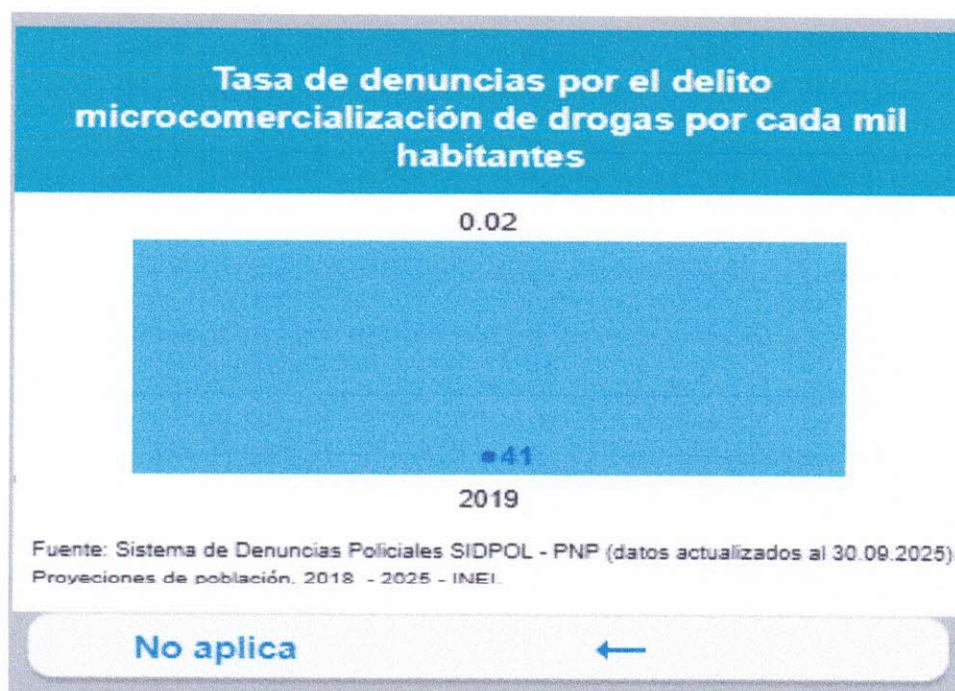 Tasa de denuncias por el delito
microcomercialización de drogas por cada mil
habitantes
0.02
41
2019
Fuente: Sistema de Denuncias Policiales SIDPOL - PNP (datos actualizados al 30.09.2025)
Proyeciones de población, 2018 - 2025 - INEI.
No aplica ←